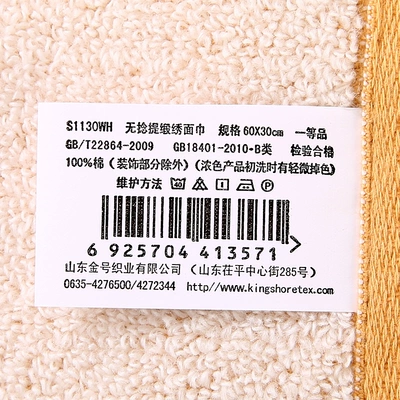 S1130WH 无捻提缎绣面巾 规格 60X30cm 一等品
GB/T22864-2009 GB18401-2010-B类 检验合格
100%棉（装饰部分除外）（浓色产品初洗时有轻微掉色）
维护方法
6 925704 413571 >
山东金号织业有限公司（山东茌平中心街285号）
0635-4276500/4272344 http://www.kingshoretex.com